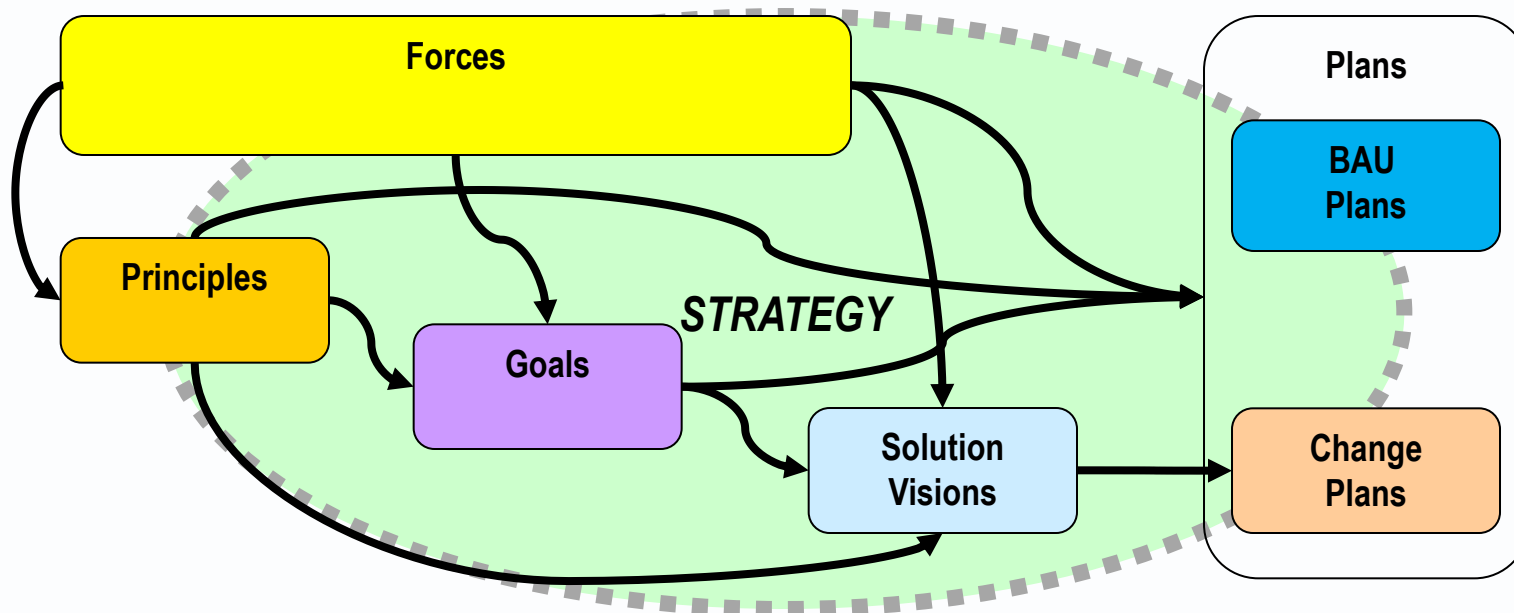 Forces
Plans
BAU
Plans
Principles
STRATEGY
Goals
Solution
Visions
Change
Plans